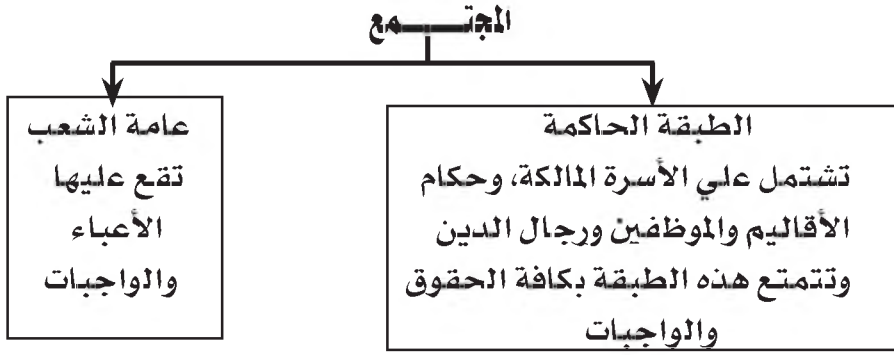 المجتمع
الطبقة الحاكمة
تشتمل علي الأسرة المالكة، وحكام
الأقاليم والموظفين ورجال الدين
وتتمتع هذه الطبقة بكافة الحقوق
والواجبات
عامة الشعب
تقع عليها
الأعباء
والواجبات